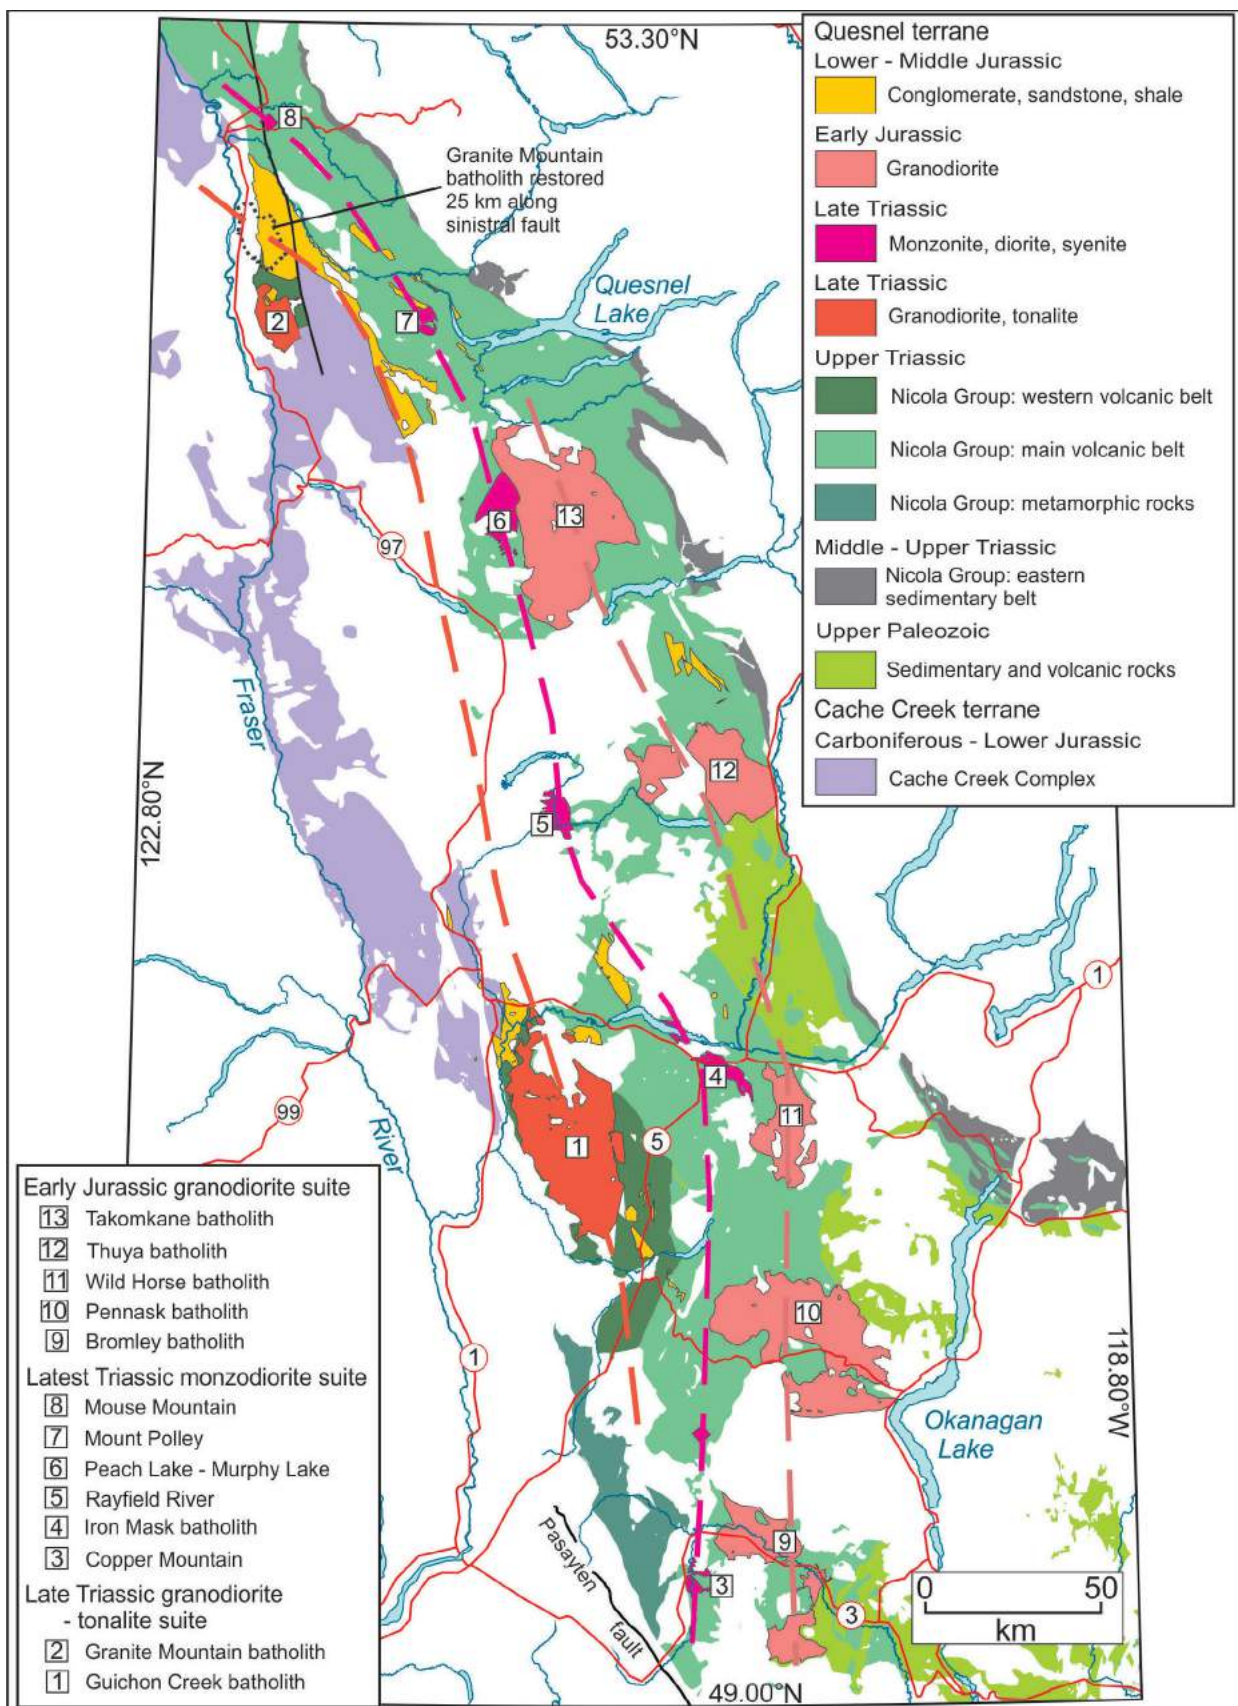 53.30°N
8
Granite Mountain
batholith restored
25 km along
sinistral fault
Quesnel
Lake
2
7
6
13
97
Fraser
122.80°N
12
5
1
4
11
99
River
1
5
10
1
118.80°W
Okanagan
Lake
Pasayten
fault
9
3
3
0 50
km
49.00°N
Quesnel terrane
Lower - Middle Jurassic
Conglomerate, sandstone, shale
Early Jurassic
Granodiorite
Late Triassic
Monzonite, diorite, syenite
Late Triassic
Granodiorite, tonalite
Upper Triassic
Nicola Group: western volcanic belt
Nicola Group: main volcanic belt
Nicola Group: metamorphic rocks
Middle - Upper Triassic
Nicola Group: eastern
sedimentary belt
Upper Paleozoic
Sedimentary and volcanic rocks
Cache Creek terrane
Carboniferous - Lower Jurassic
Cache Creek Complex
Early Jurassic granodiorite suite
13 Takomkane batholith
12 Thuya batholith
11 Wild Horse batholith
10 Pennask batholith
9 Bromley batholith
Latest Triassic monzodiorite suite
8 Mouse Mountain
7 Mount Polley
6 Peach Lake - Murphy Lake
5 Rayfield River
4 Iron Mask batholith
3 Copper Mountain
Late Triassic granodiorite
- tonalite suite
2 Granite Mountain batholith
1 Guichon Creek batholith